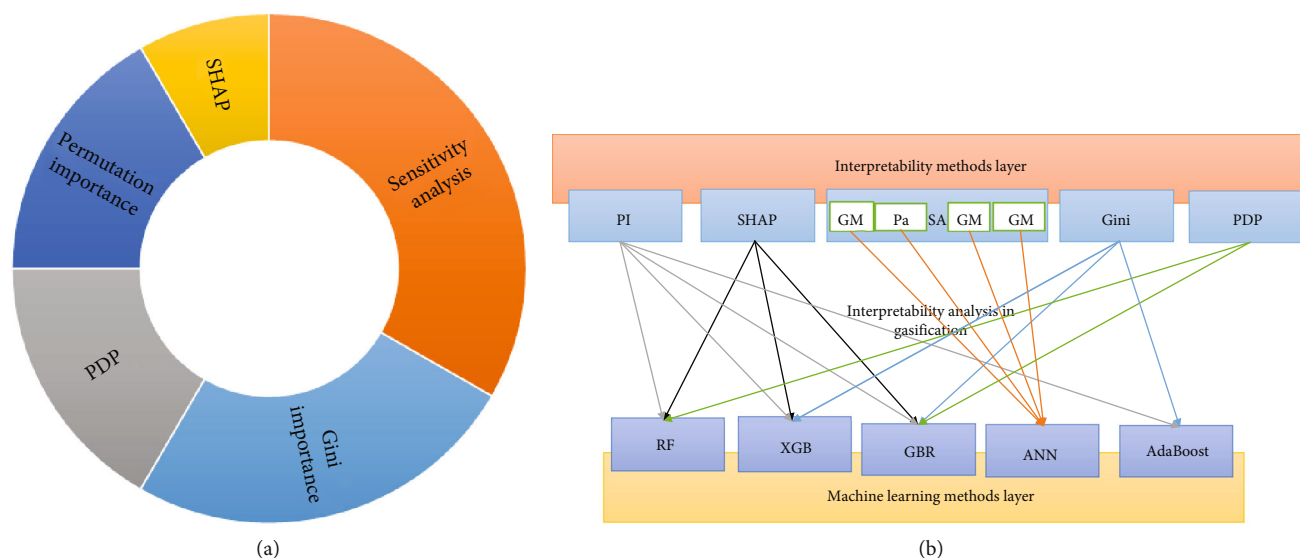 SHAP
Permutation
importance
Sensitivity
analysis
PDP
Gini
importance
(a)
Interpretability methods layer
PI
SHAP
GM
Pa
SA
GM
GM
Gini
PDP
Interpretability analysis in
gasification
RF
XGB
GBR
ANN
AdaBoost
Machine learning methods layer
(b)